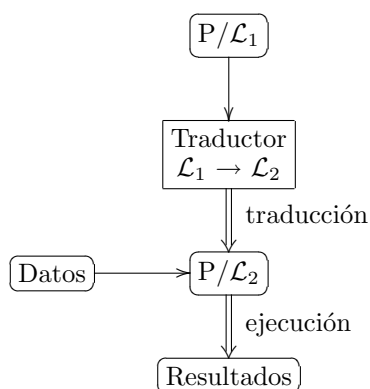 P/ℒ₁
Traductor
ℒ₁ → ℒ₂
traducción
Datos
P/ℒ₂
ejecución
Resultados